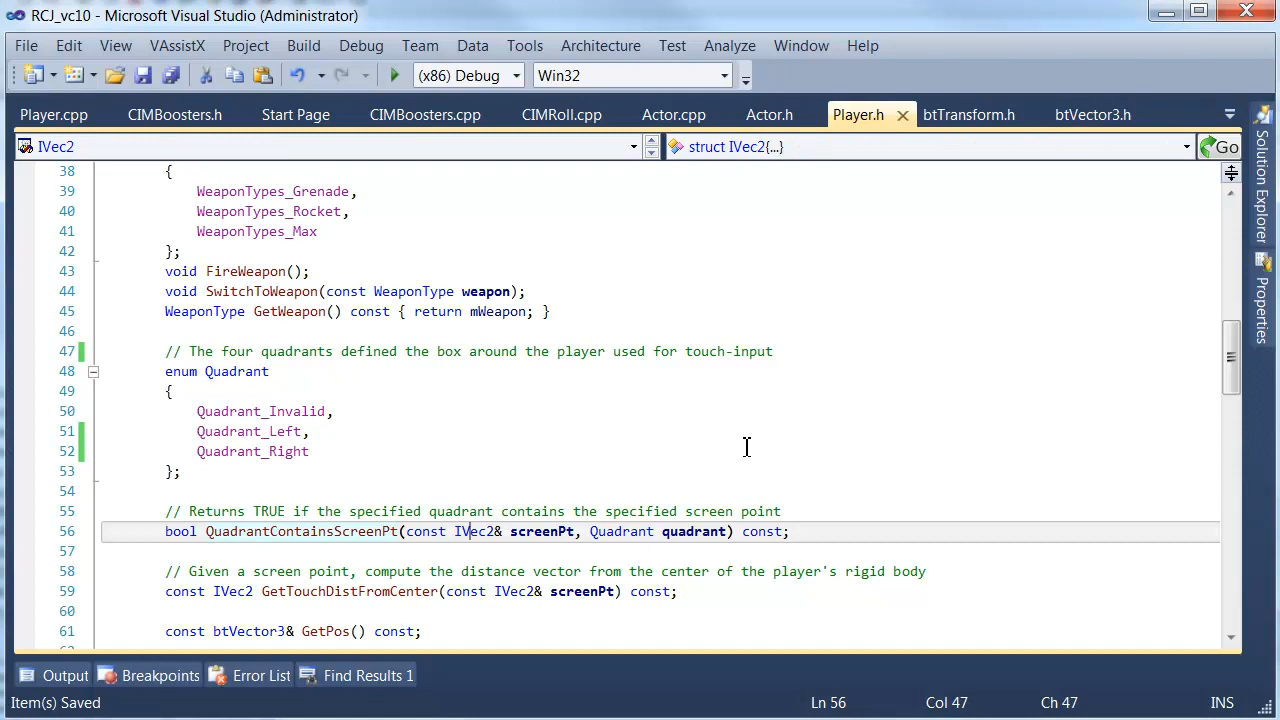 RCJ_vc10 - Microsoft Visual Studio (Administrator)
File Edit View VAssistX Project Build Debug Team Data Tools Architecture Test Analyze Window Help
(x86) Debug Win32
Player.cpp CIMBoosters.h Start Page CIMBoosters.cpp CIMRoll.cpp Actor.cpp Actor.h Player.h btTransform.h btVector3.h
IVec2 struct IVec2{...} Go
38 {
39 WeaponTypes_Grenade,
40 WeaponTypes_Rocket,
41 WeaponTypes_Max
42 };
43 void FireWeapon();
44 void SwitchToWeapon(const WeaponType weapon);
45 WeaponType GetWeapon() const { return mWeapon; }
46
47 // The four quadrants defined the box around the player used for touch-input
48 enum Quadrant
49 {
50 Quadrant_Invalid,
51 Quadrant_Left,
52 Quadrant_Right
53 };
54
55 // Returns TRUE if the specified quadrant contains the specified screen point
56 bool QuadrantContainsScreenPt(const IVec2& screenPt, Quadrant quadrant) const;
57
58 // Given a screen point, compute the distance vector from the center of the player's rigid body
59 const IVec2 GetTouchDistFromCenter(const IVec2& screenPt) const;
60
61 const btVector3& GetPos() const;
Solution Explorer
Properties
Output Breakpoints Error List Find Results 1
Item(s) Saved Ln 56 Col 47 Ch 47 INS